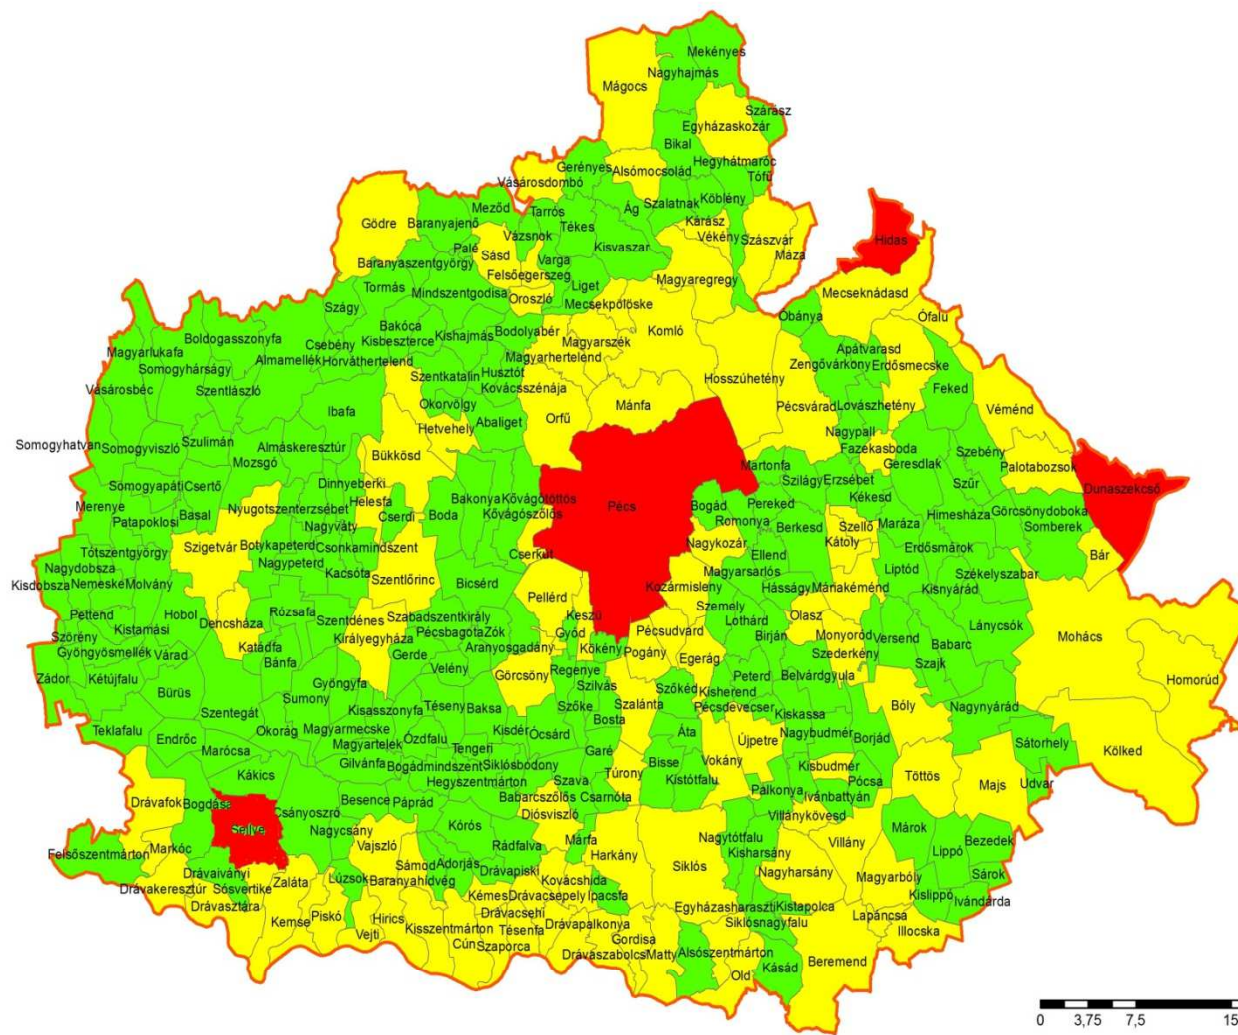 Mekényes
Nagyhajmás
Mágocs
Szárász
Egyházaskozár
Bikal
Hegyhátmaróc
Gerényes
Alsómocsolád
Vásárosdombó
Tófű
Szalatnak
Köblény
Ág
Meződ
Tarrós
Gödre
Baranyajenő
Tékes
Kárász
Vékény
Szászvár
Hidas
Vázsnok
Kisvaszar
Máza
Palé
Sásd
Varga
Baranyaszentgyörgy
Felsőegerszeg
Magyaregregy
Tormás
Mindszentgodisa
Liget
Mecseknádasd
Oroszló
Mecsekpölöske
Szágy
Óbánya
Ófalu
Bakóca
Kishajmás
Bodolyabér
Komló
Boldogasszonyfa
Csebény
Kisbeszterce
Magyarszék
Magyarlukafa
Almamellék
Horváthertelend
Magyarhertelend
Apátvarasd
Somogyhárságy
Zengővárkony
Erdősmecske
Szentkatalin
Husztót
Hosszúhetény
Vásárosbéc
Szentlászló
Kovácsszénája
Feked
Okorvölgy
Mánfa
Pécsvárad
Lovászhetény
Ibafa
Orfű
Véménd
Hetvehely
Abaliget
Nagypall
Somogyhatvan
Somogyviszló
Szulimán
Almáskeresztúr
Fazekasboda
Szebény
Bükkösd
Mozsgó
Geresdlak
Palotabozsok
Martonfa
Somogyapáti
Csertő
Dinnyeberki
Bakonya
Kővágótöttös
Szilágy
Erzsébet
Szűr
Dunaszekcső
Merenye
Nyugotszenterzsébet
Helesfa
Pécs
Bogád
Pereked
Kékesd
Patapoklosi
Basal
Cserdi
Boda
Kővágószőlős
Himesháza
Görcsönydoboka
Nagyváty
Romonya
Berkesd
Szellő
Maráza
Somberek
Tótszentgyörgy
Szigetvár
Botykapeterd
Csonkamindszent
Cserkút
Nagykozár
Kátoly
Erdősmárok
Bár
Nagydobsza
Nagypeterd
Ellend
Kisdobsza
Nemeske
Molvány
Kacsóta
Szentlőrinc
Bicsérd
Magyarsarlós
Liptód
Székelyszabar
Kozármisleny
Hásságy
Máriakéménd
Kisnyárád
Pellérd
Pettend
Hobol
Rózsafa
Szentdénes
Szabadszentkirály
Keszü
Szemely
Olasz
Lánycsók
Kistamási
Dencsháza
Pécsbagota
Zók
Gyód
Pécsudvard
Lothárd
Monyoród
Versend
Mohács
Szörény
Királyegyháza
Birján
Babarc
Gyöngyösmellék
Várad
Katádfa
Gerde
Aranyosgadány
Kökény
Pogány
Szederkény
Bánfa
Velény
Egerág
Szajk
Zádor
Kétújfalu
Gyöngyfa
Görcsöny
Regenye
Peterd
Belvárdgyula
Homorúd
Bürüs
Sumony
Szilvás
Szőkéd
Kisherend
Szentegát
Kisasszonyfa
Téseny
Baksa
Szőke
Szalánta
Pécsdevecser
Bóly
Nagynyárád
Teklafalu
Okorág
Magyarmecske
Kisdér
Bosta
Kiskassa
Endrőc
Ózdfalu
Ócsárd
Áta
Újpetre
Nagybudmér
Borjád
Sátorhely
Kölked
Marócsa
Magyartelek
Tengeri
Garé
Gilvánfa
Bogádmindszent
Siklósbodony
Bisse
Vokány
Kisbudmér
Kákics
Hegyszentmárton
Szava
Túrony
Kistótfalu
Pócsa
Töttös
Majs
Udvar
Drávafok
Bogdása
Csányoszró
Besence
Páprád
Babarcszőlős
Csarnóta
Palkonya
Ivánbattyán
Diósviszló
Villánykövesd
Sellye
Nagycsány
Kórós
Márok
Markóc
Vajszló
Rádfalva
Márfa
Nagytótfalu
Villány
Bezedek
Felsőszentmárton
Harkány
Kisharsány
Lippó
Sámod
Adorjás
Siklós
Drávaiványi
Zaláta
Lúzsok
Baranyahídvég
Drávapiski
Kovácshida
Nagyharsány
Magyarbóly
Sárok
Drávakeresztúr
Sósvertike
Kémes
Drávacsepely
Ipacsfa
Kislippó
Ivándárda
Drávasztára
Piskó
Hirics
Drávacsehi
Egyházasharaszti
Kistapolca
Lapáncsa
Kemse
Kisszentmárton
Tésenfa
Drávapalkonya
Siklósnagyfalu
Illocska
Vejti
Cún
Szaporca
Gordisa
Drávaszabolcs
Matty
Alsószentmárton
Old
Kásád
Beremend
0 3,75 7,5 15